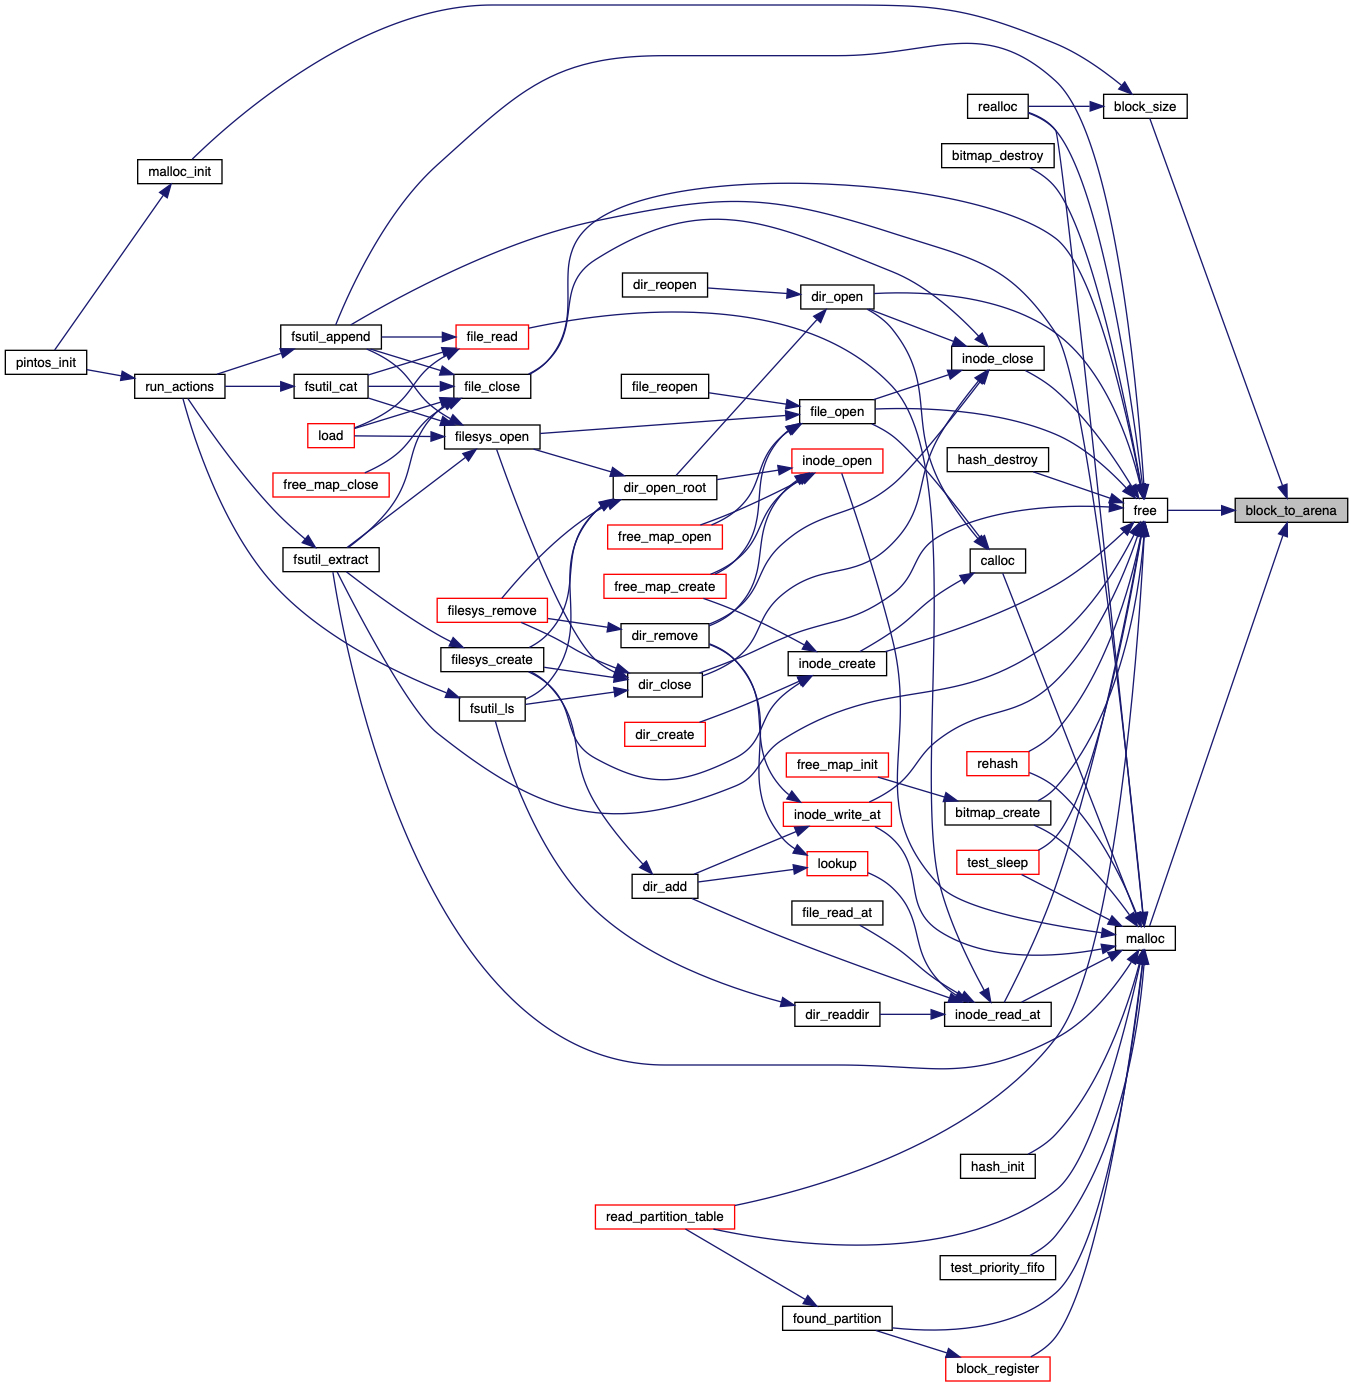 realloc
block_size
bitmap_destroy
malloc_init
dir_reopen
dir_open
fsutil_append
file_read
inode_close
pintos_init
run_actions
fsutil_cat
file_close
file_reopen
file_open
load
filesys_open
hash_destroy
inode_open
free_map_close
dir_open_root
free
block_to_arena
free_map_open
fsutil_extract
calloc
free_map_create
filesys_remove
dir_remove
filesys_create
inode_create
dir_close
fsutil_ls
dir_create
free_map_init
rehash
inode_write_at
bitmap_create
lookup
test_sleep
dir_add
file_read_at
malloc
dir_readdir
inode_read_at
hash_init
read_partition_table
test_priority_fifo
found_partition
block_register